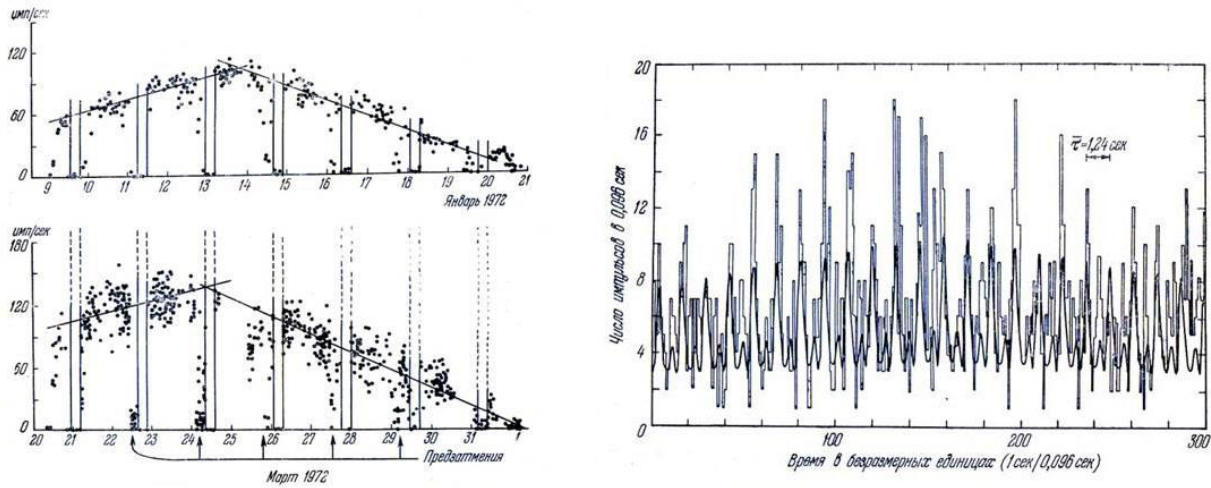 имп/сек
120
60
0
9 10 11 12 13 14 15 16 17 18 19 20 21
Январь 1972
имп/сек
180
120
60
0
20 21 22 23 24 25 26 27 28 29 30 31 1
Предзатмения
Март 1972
20
16
12
8
4
0
100 200 300
τ̄=1,24 сек
Число импульсов в 0,096 сек
Время в безразмерных единицах (1 сек/0,096 сек)